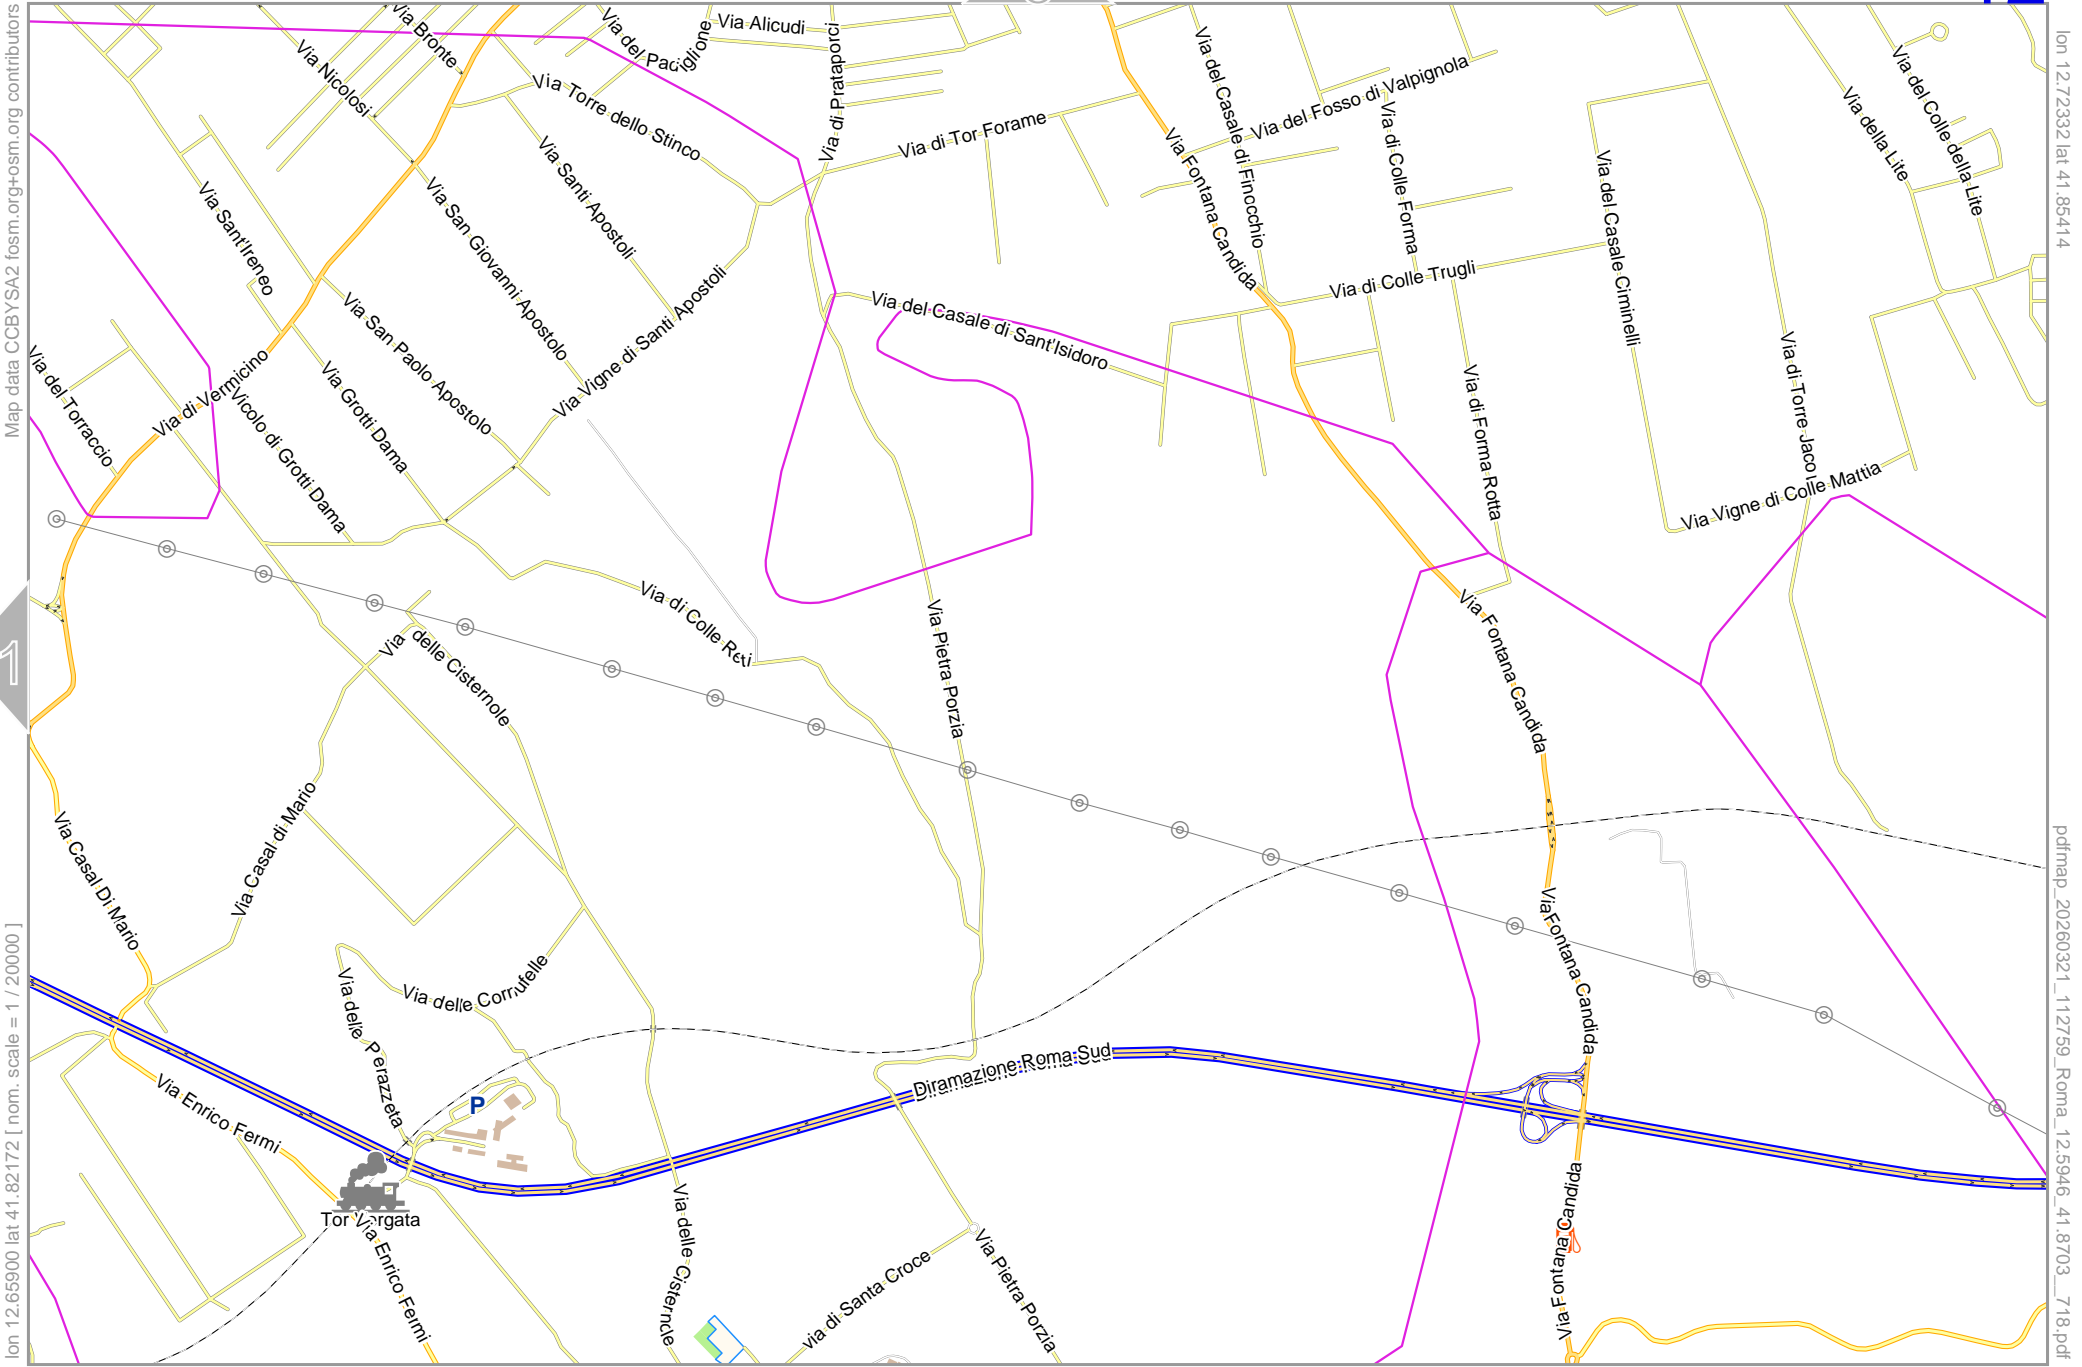 Map data CCBYSA2 fosm.org+osm.org contributors
lon 12.65900 lat 41.82172 [ nom. scale = 1 / 20000 ]
lon 12.72332 lat 41.85414
pdfmap_20260321_112759_Roma_12.5946_41.8703__718.pdf
1
Via Bronte
Via Nicolosi
Via del Pac
iglione
Via Alicudi
Via di Prataporci
Via Torre dello Stinco
Via Santi Apostoli
Via di Tor Forame
Via Fontana Candida
Via del Casale di Finocchio
Via del Fosso di Valpignola
Via di Colle Forma
Via di Colle Trugli
Via del Casale Ciminelli
Via della Lite
Via del Colle della Lite
Via Sant'Ireneo
Via San Giovanni Apostolo
Via Vigne di Santi Apostoli
Via San Paolo Apostolo
Via del Casale di Sant'Isidoro
Via di Torre Jaco
Via di Forma Rotta
Via Vigne di Colle Mattia
Via del Torraccio
Via di Vermicino
Vicolo di Grotti Dama
Via Grotti Dama
Via di Colle Reti
Via delle Cisternole
Via Pietra Porzia
Via Fontana Candida
Via Casal Di Mario
Via Casal di Mario
Via delle Corrufelle
Via delle Perazzeta
Via Fontana Candida
Diramazione Roma Sud
Via Enrico Fermi
P
Tor Vergata
Via Enrico Fermi
Via delle Cisternole
via di Santa Croce
Via Pietra Porzia
Via Fontana Candida